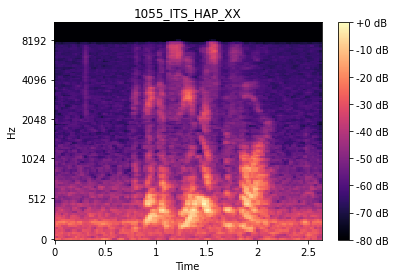 1055_ITS_HAP_XX
+0 dB
8192
-10 dB
4096
-20 dB
-30 dB
2048
Hz
-40 dB
1024
-50 dB
512
-60 dB
-70 dB
0
-80 dB
0 0.5 1 1.5 2 2.5
Time